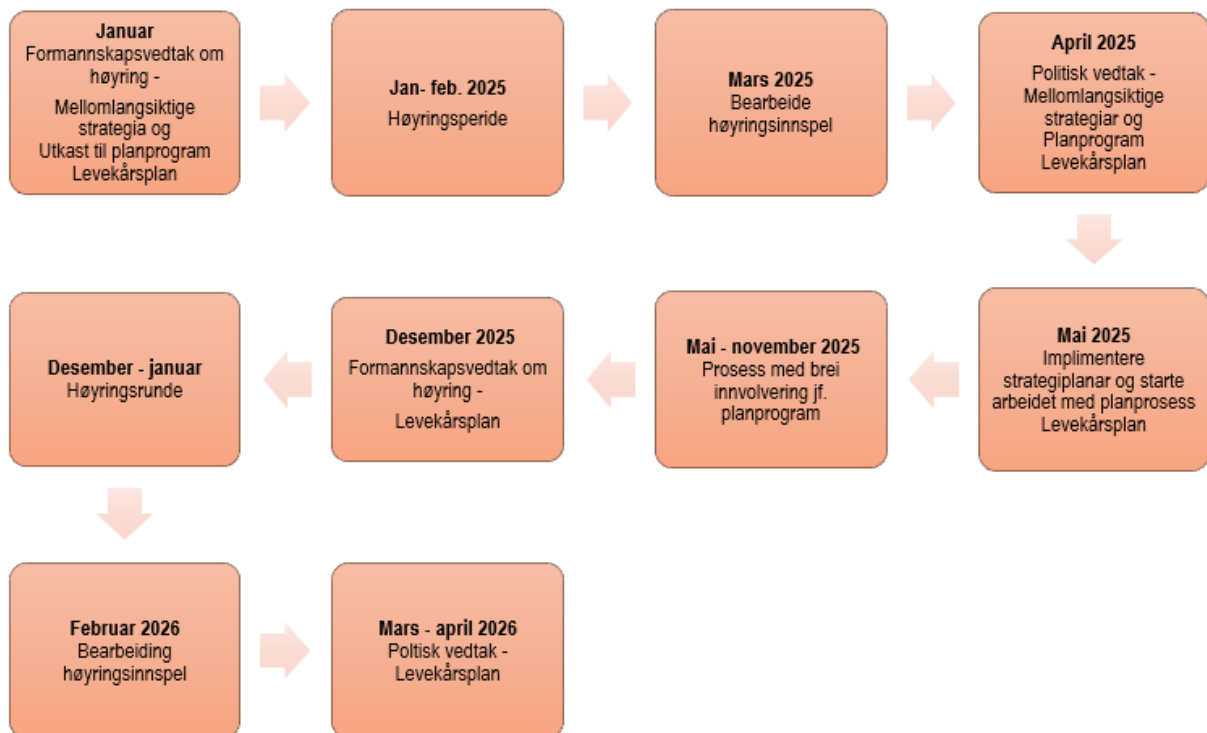 Januar
Formannskapsvedtak om
høyring -
Mellomlangsiktige
strategia og
Utkast til planprogram
Levekårsplan
Jan- feb. 2025
Høyringsperide
Mars 2025
Bearbeide
høyringsinnspel
April 2025
Politisk vedtak -
Mellomlangsiktige
strategiar og
Planprogram
Levekårsplan
Mai 2025
Implimentere
strategiplanar og starte
arbeidet med planprosess
Levekårsplan
Mai - november 2025
Prosess med brei
innvolvering jf.
planprogram
Desember 2025
Formannskapsvedtak om
høyring -
Levekårsplan
Desember - januar
Høyringsrunde
Februar 2026
Bearbeiding
høyringsinnspel
Mars - april 2026
Poltisk vedtak -
Levekårsplan